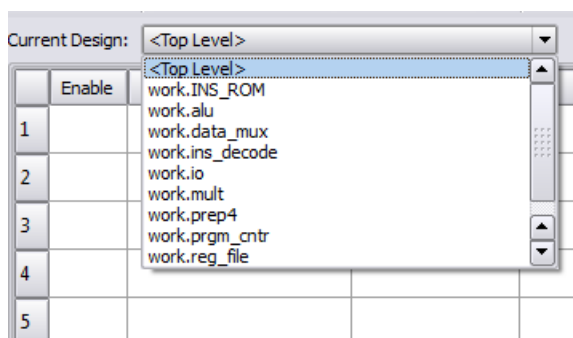 Current Design: <Top Level>
<Top Level>
Enable
work.INS_ROM
work.alu
1
work.data_mux
work.ins_decode
2
work.io
work.mult
3
work.prep4
work.prgm_cntr
4
work.reg_file
5